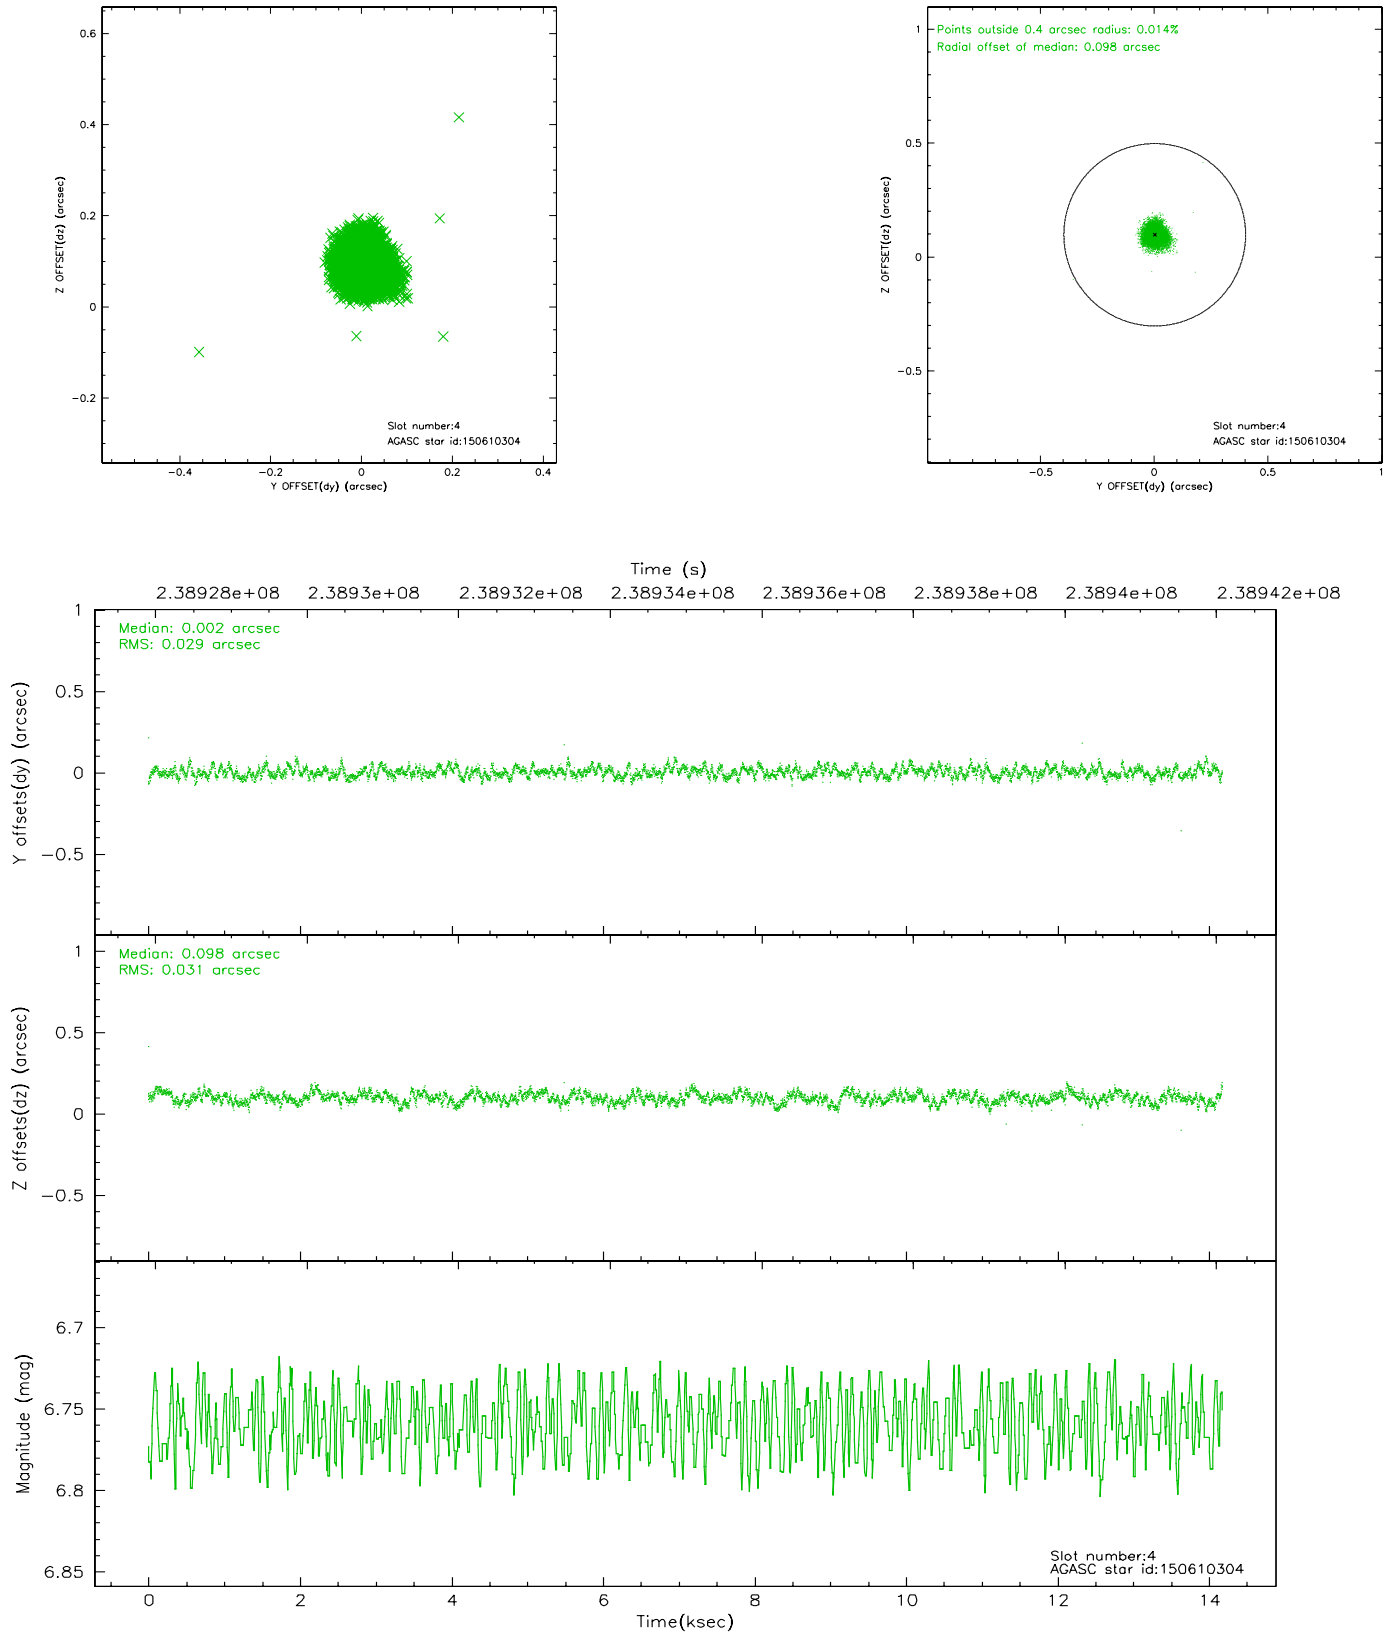 0.6
0.4
0.2
0
−0.2
Z OFFSET(dz) (arcsec)
Slot number:4
AGASC star id:150610304
−0.4 −0.2 0 0.2 0.4
Y OFFSET(dy) (arcsec)
Points outside 0.4 arcsec radius: 0.014%
Radial offset of median: 0.098 arcsec
1
0.5
0
−0.5
Z OFFSET(dz) (arcsec)
Slot number:4
AGASC star id:150610304
−0.5 0 0.5 1
Y OFFSET(dy) (arcsec)
Time (s)
2.38928e+08 2.3893e+08 2.38932e+08 2.38934e+08 2.38936e+08 2.38938e+08 2.3894e+08 2.38942e+08
Median: 0.002 arcsec
RMS: 0.029 arcsec
1
0.5
0
−0.5
Y offsets(dy) (arcsec)
Median: 0.098 arcsec
RMS: 0.031 arcsec
1
0.5
0
−0.5
Z offsets(dz) (arcsec)
6.7
6.75
6.8
6.85
Magnitude (mag)
Slot number:4
AGASC star id:150610304
0 2 4 6 8 10 12 14
Time(ksec)